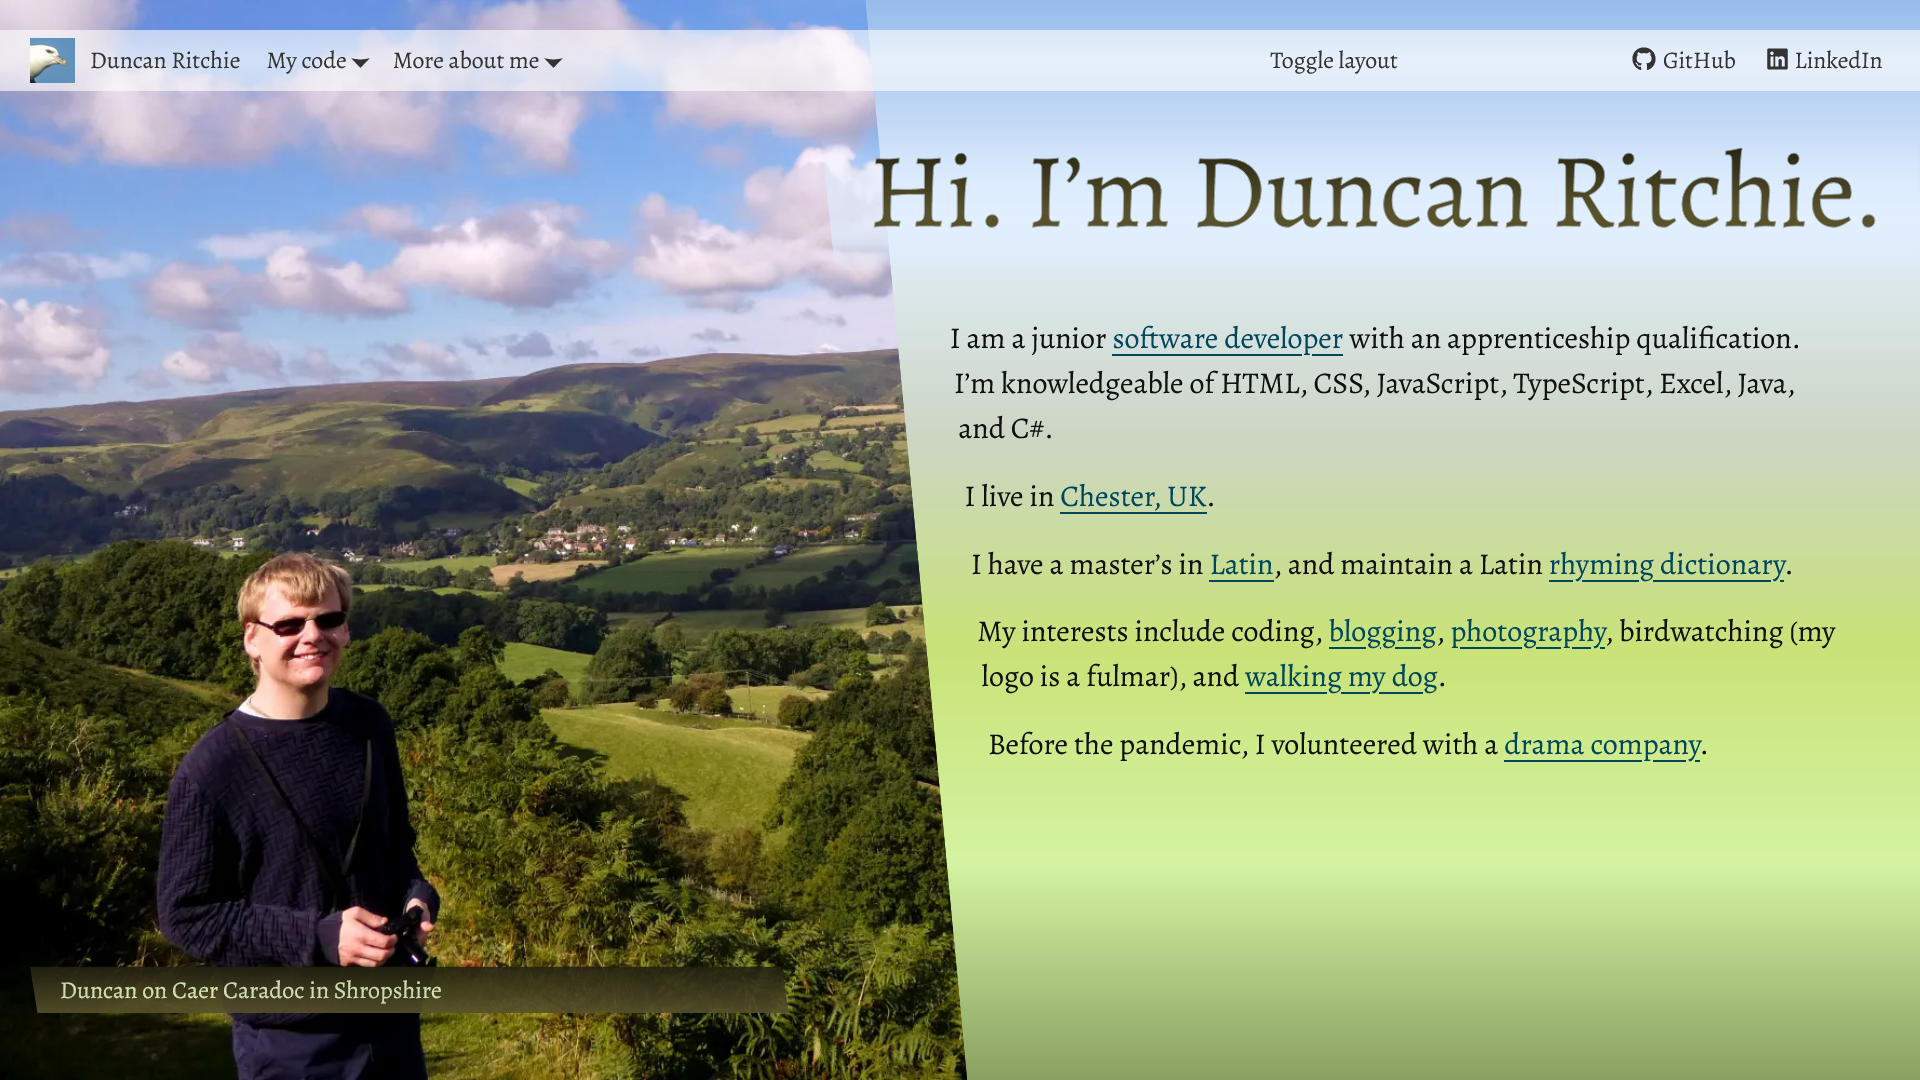 Duncan Ritchie My code More about me Toggle layout GitHub LinkedIn
Hi. I’m Duncan Ritchie.
I am a junior software developer with an apprenticeship qualification.
I’m knowledgeable of HTML, CSS, JavaScript, TypeScript, Excel, Java,
and C#.
I live in Chester, UK.
I have a master’s in Latin, and maintain a Latin rhyming dictionary.
My interests include coding, blogging, photography, birdwatching (my
logo is a fulmar), and walking my dog.
Before the pandemic, I volunteered with a drama company.
Duncan on Caer Caradoc in Shropshire